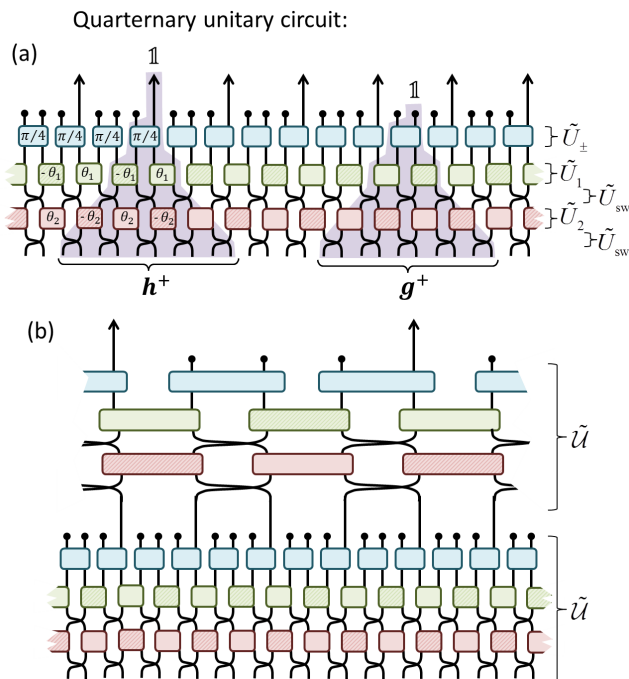 Quarternary unitary circuit:
(a)
𝟙
𝟙
π/4 π/4 π/4 π/4
Ũ±
-θ₁ θ₁ -θ₁ θ₁
Ũ₁
Ũsw
θ₂ -θ₂ θ₂ -θ₂
Ũ₂
Ũsw
h⁺ g⁺
(b)
𝒰̃
𝒰̃